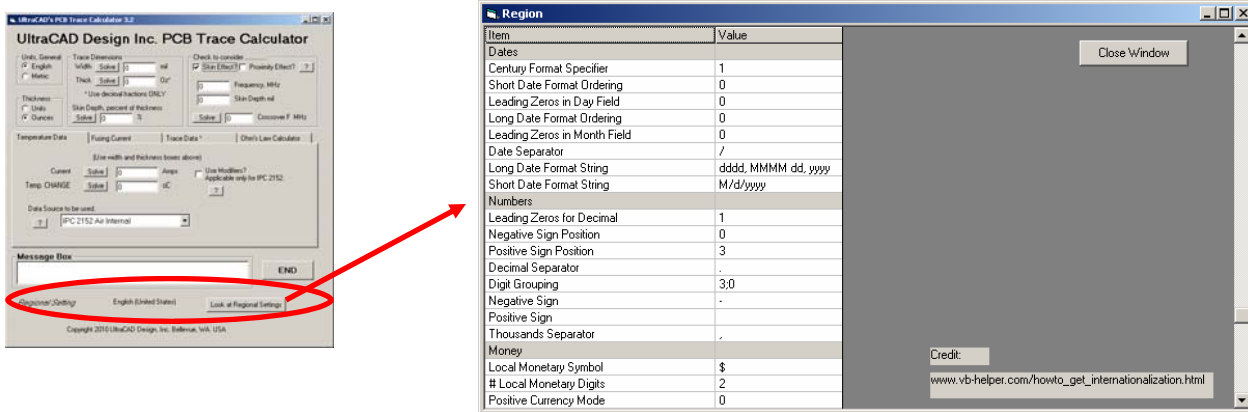 UltraCAD's PCB Trace Calculator 3.2
UltraCAD Design Inc. PCB Trace Calculator
Units, General
English
Metric
Thickness
Units
Ounces
Trace Dimensions
Width Solve 0 mil
Thick. Solve 0 Oz*
* Use decimal fractions ONLY
Skin Depth, percent of thickness
Solve 0 %
Check to consider
Skin Effect? Proximity Effect? ?
0 Frequency, MHz
0 Skin Depth mil
Solve 0 Crossover F MHz
Temperature Data Fusing Current Trace Data * Ohm's Law Calculator
(Use width and thickness boxes above)
Current Solve 0 Amps
Temp. CHANGE Solve 0 oC
Use Modifiers?
Applicable only for IPC 2152.
?
Data Source to be used.
? IPC 2152 Air Internal
Message Box
END
Regional Setting English (United States) Look at Regional Settings
Copyright 2010 UltraCAD Design, Inc. Bellevue, WA. USA
Region
Item Value
Dates
Century Format Specifier 1
Short Date Format Ordering 0
Leading Zeros in Day Field 0
Long Date Format Ordering 0
Leading Zeros in Month Field 0
Date Separator /
Long Date Format String dddd, MMMM dd, yyyy
Short Date Format String M/d/yyyy
Numbers
Leading Zeros for Decimal 1
Negative Sign Position 0
Positive Sign Position 3
Decimal Separator .
Digit Grouping 3;0
Negative Sign -
Positive Sign
Thousands Separator ,
Money
Local Monetary Symbol $
# Local Monetary Digits 2
Positive Currency Mode 0
Close Window
Credit:
www.vb-helper.com/howto_get_internationalization.html